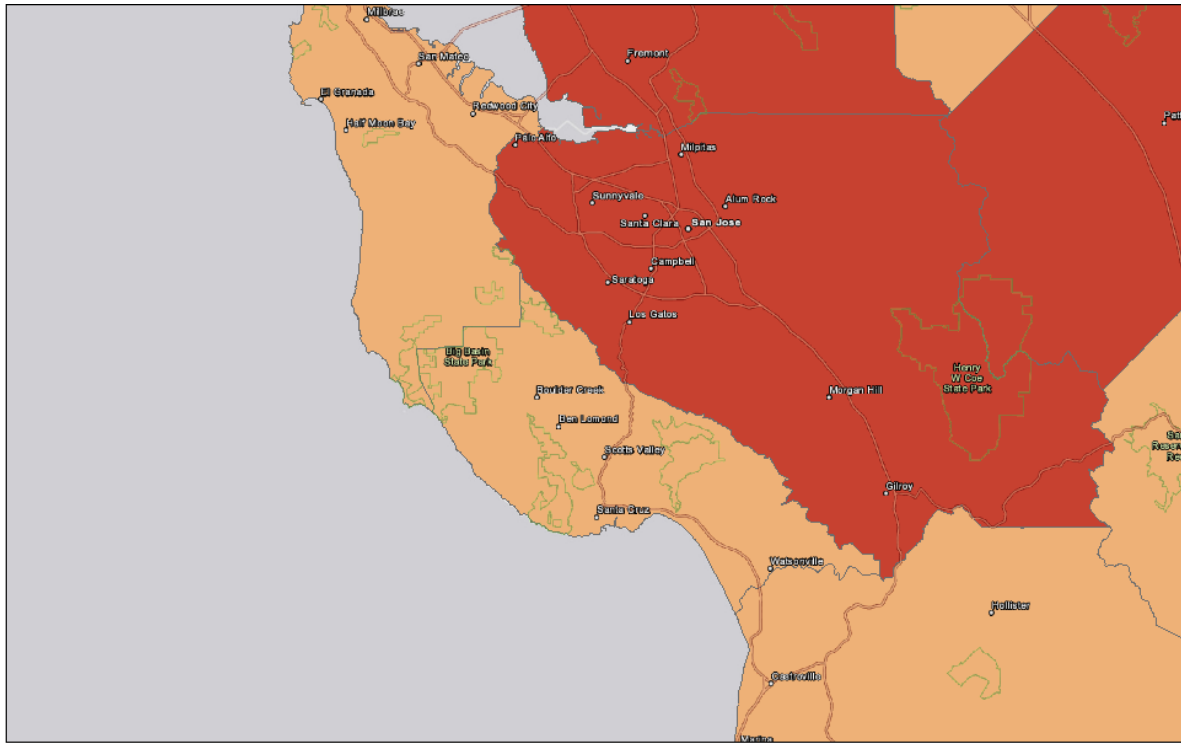 Millbrae
San Mateo
Fremont
El Granada
Redwood City
Half Moon Bay
Palo Alto
Milpitas
Sunnyvale
Alum Rock
Santa Clara
San Jose
Campbell
Saratoga
Los Gatos
Big Basin
State Park
Henry
W Coe
State Park
Boulder Creek
Morgan Hill
Ben Lomond
Scotts Valley
Gilroy
Santa Cruz
Watsonville
Hollister
Castroville
Marina